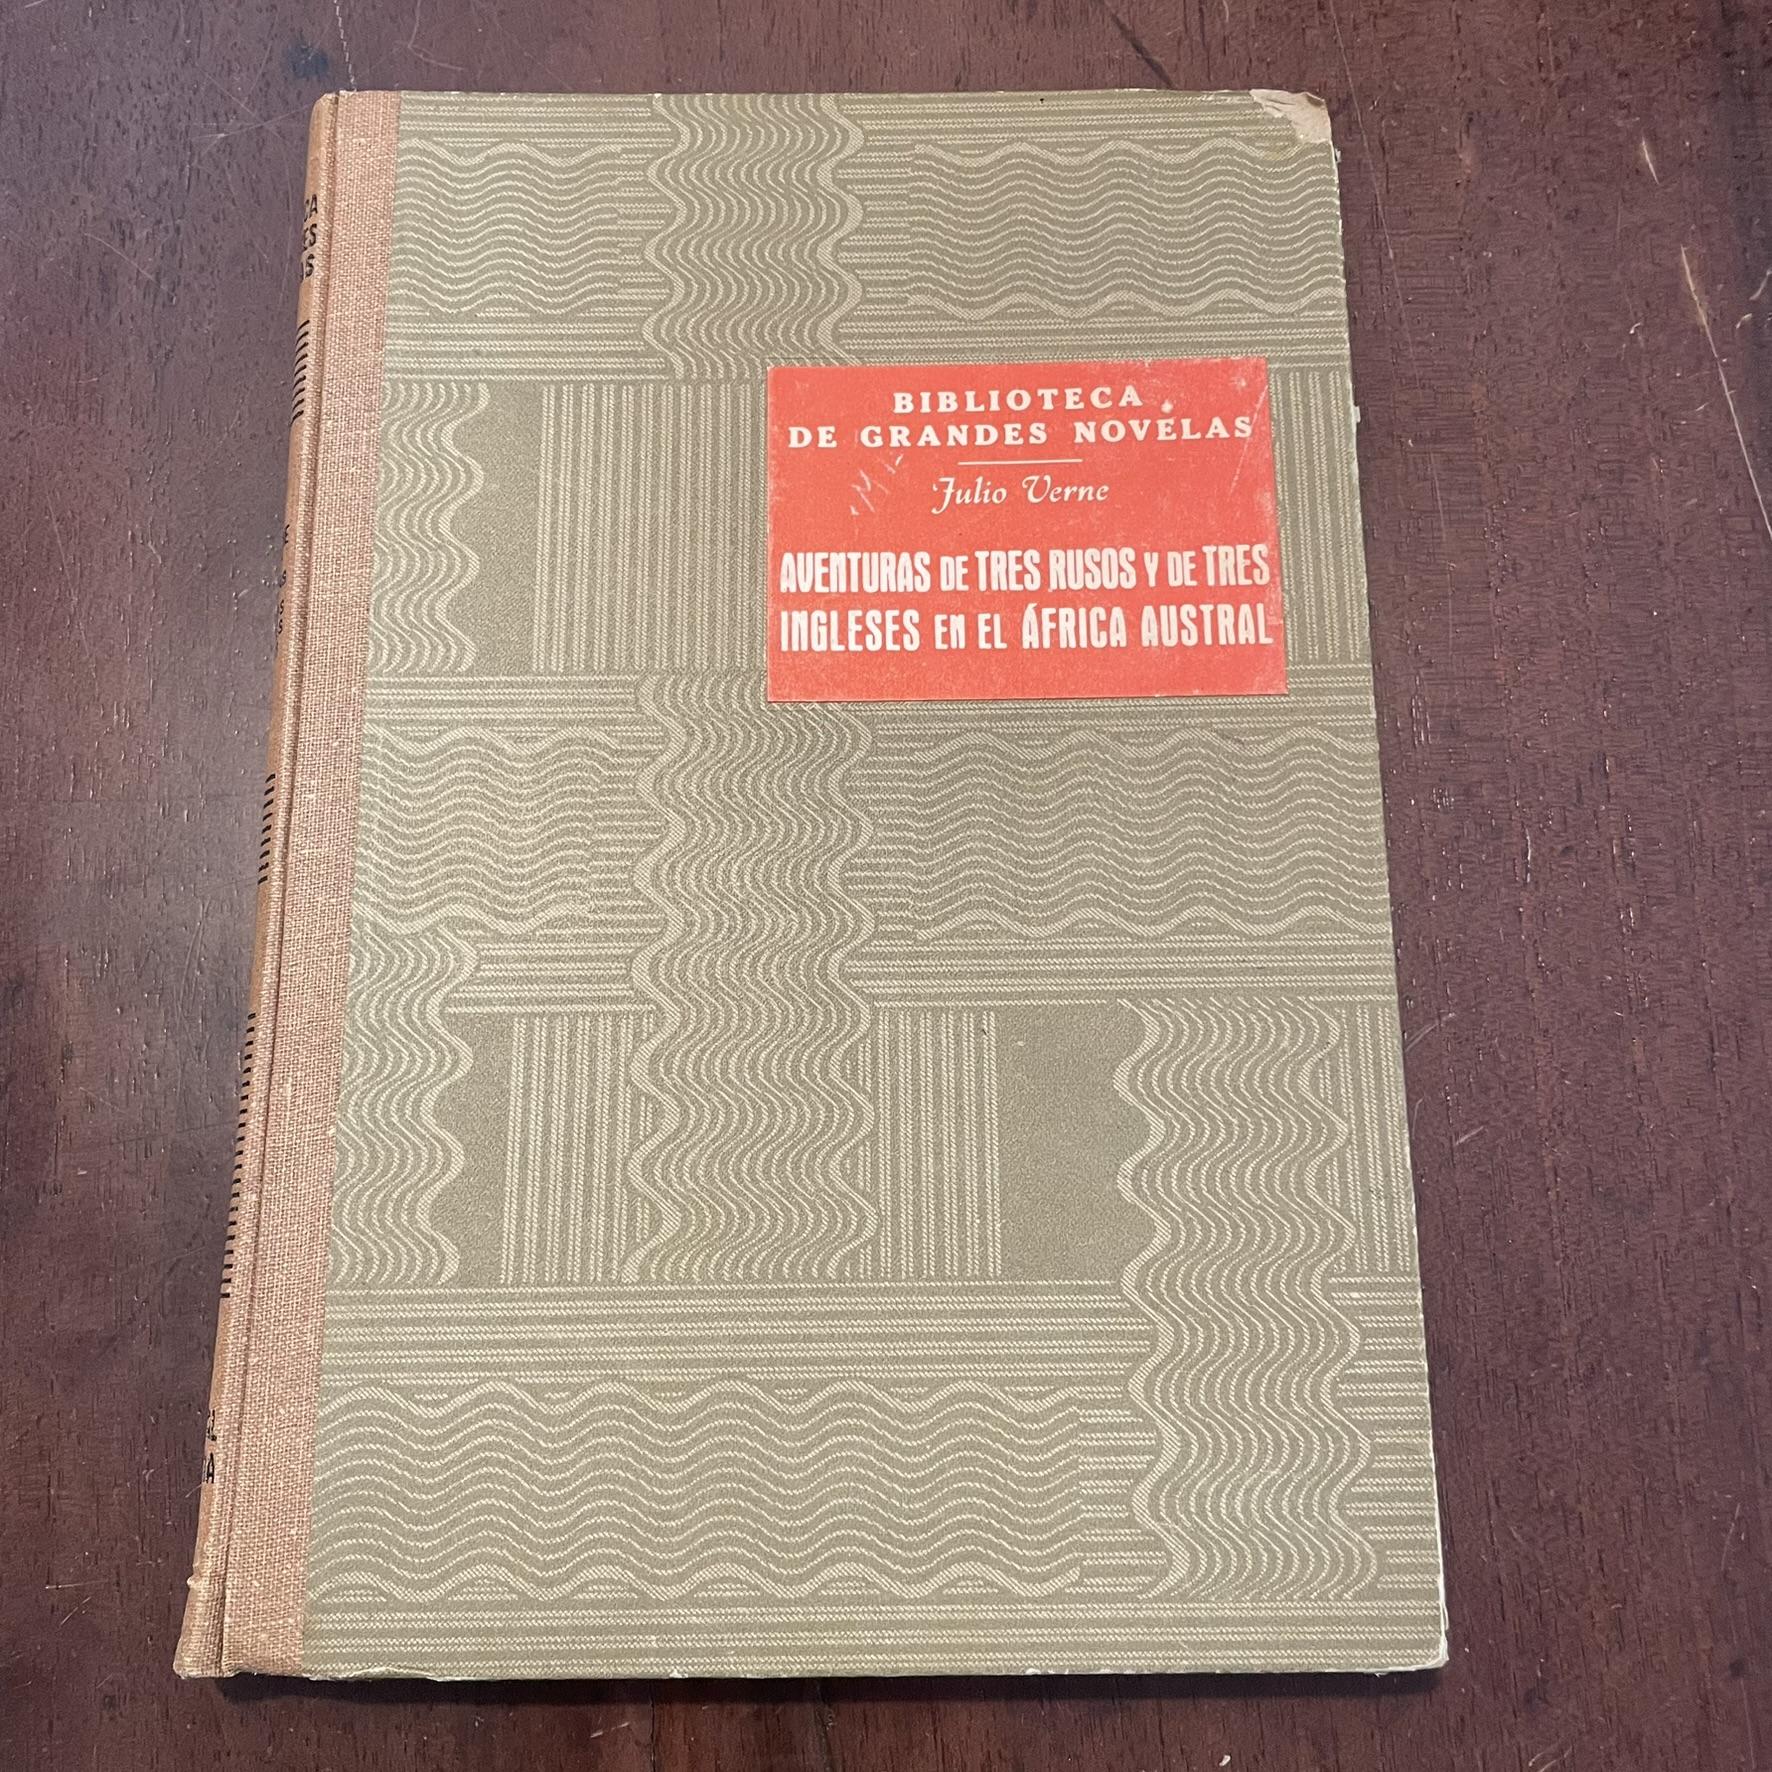 BIBLIOTECA
DE GRANDES NOVELAS
Julio Verne
AVENTURAS DE TRES RUSOS Y DE TRES
INGLESES EN EL ÁFRICA AUSTRAL